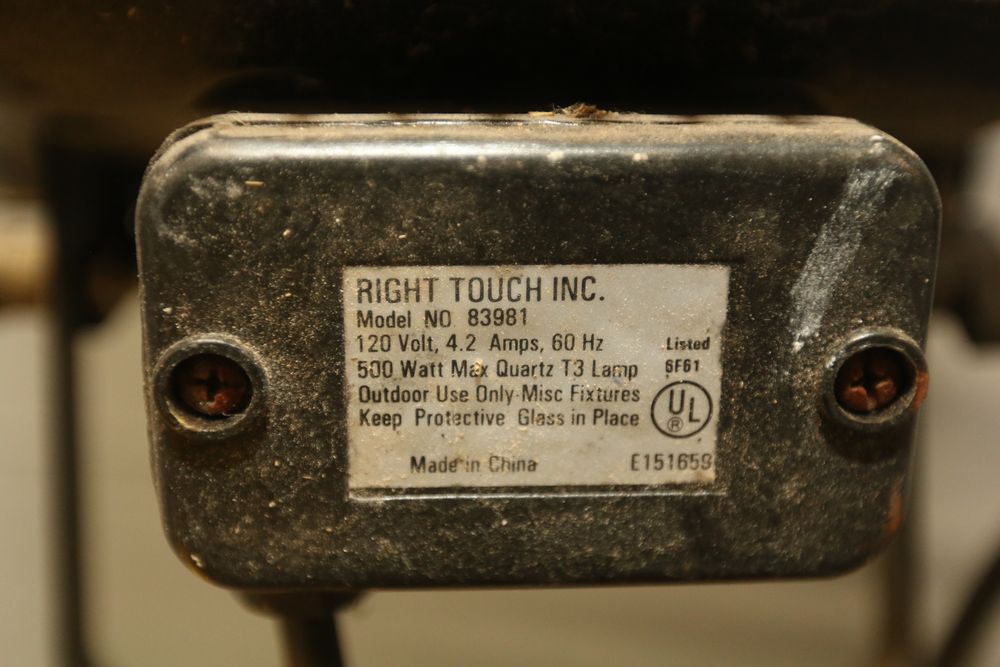 RIGHT TOUCH INC.
Model NO 83981
120 Volt, 4.2 Amps, 60 Hz
500 Watt Max Quartz T3 Lamp
Outdoor Use Only-Misc Fixtures
Keep Protective Glass in Place
Listed
6F61
UL
®
Made in China
E151659